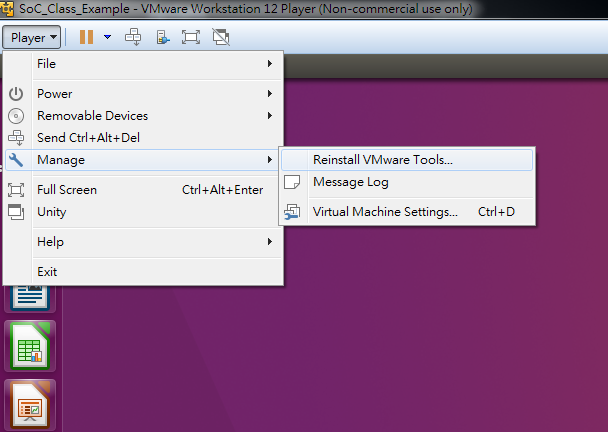 SoC_Class_Example - VMware Workstation 12 Player (Non-commercial use only)
Player
File
Power
Removable Devices
Send Ctrl+Alt+Del
Manage
Reinstall VMware Tools...
Message Log
Full Screen Ctrl+Alt+Enter
Unity
Virtual Machine Settings... Ctrl+D
Help
Exit